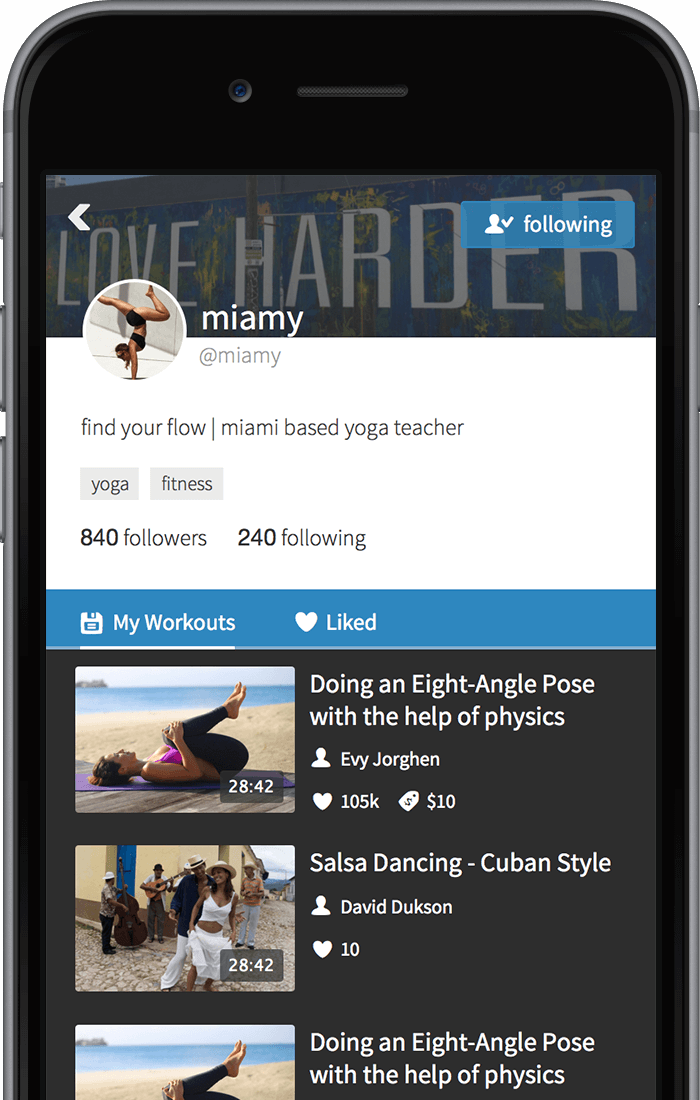 LOVE HARDER
following
miamy
@miamy
find your flow | miami based yoga teacher
yoga fitness
840 followers 240 following
My Workouts Liked
Doing an Eight-Angle Pose
with the help of physics
Evy Jorghen
28:42
105k $10
Salsa Dancing - Cuban Style
David Dukson
10
28:42
Doing an Eight-Angle Pose
with the help of physics